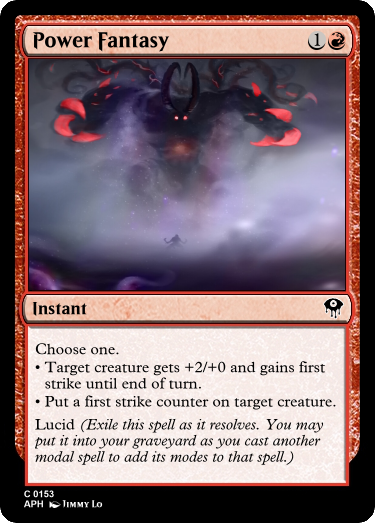 Power Fantasy 1
Instant
Choose one.
• Target creature gets +2/+0 and gains first
strike until end of turn.
• Put a first strike counter on target creature.
Lucid (Exile this spell as it resolves. You may
put it into your graveyard as you cast another
modal spell to add its modes to that spell.)
C 0153
APH Jimmy Lo